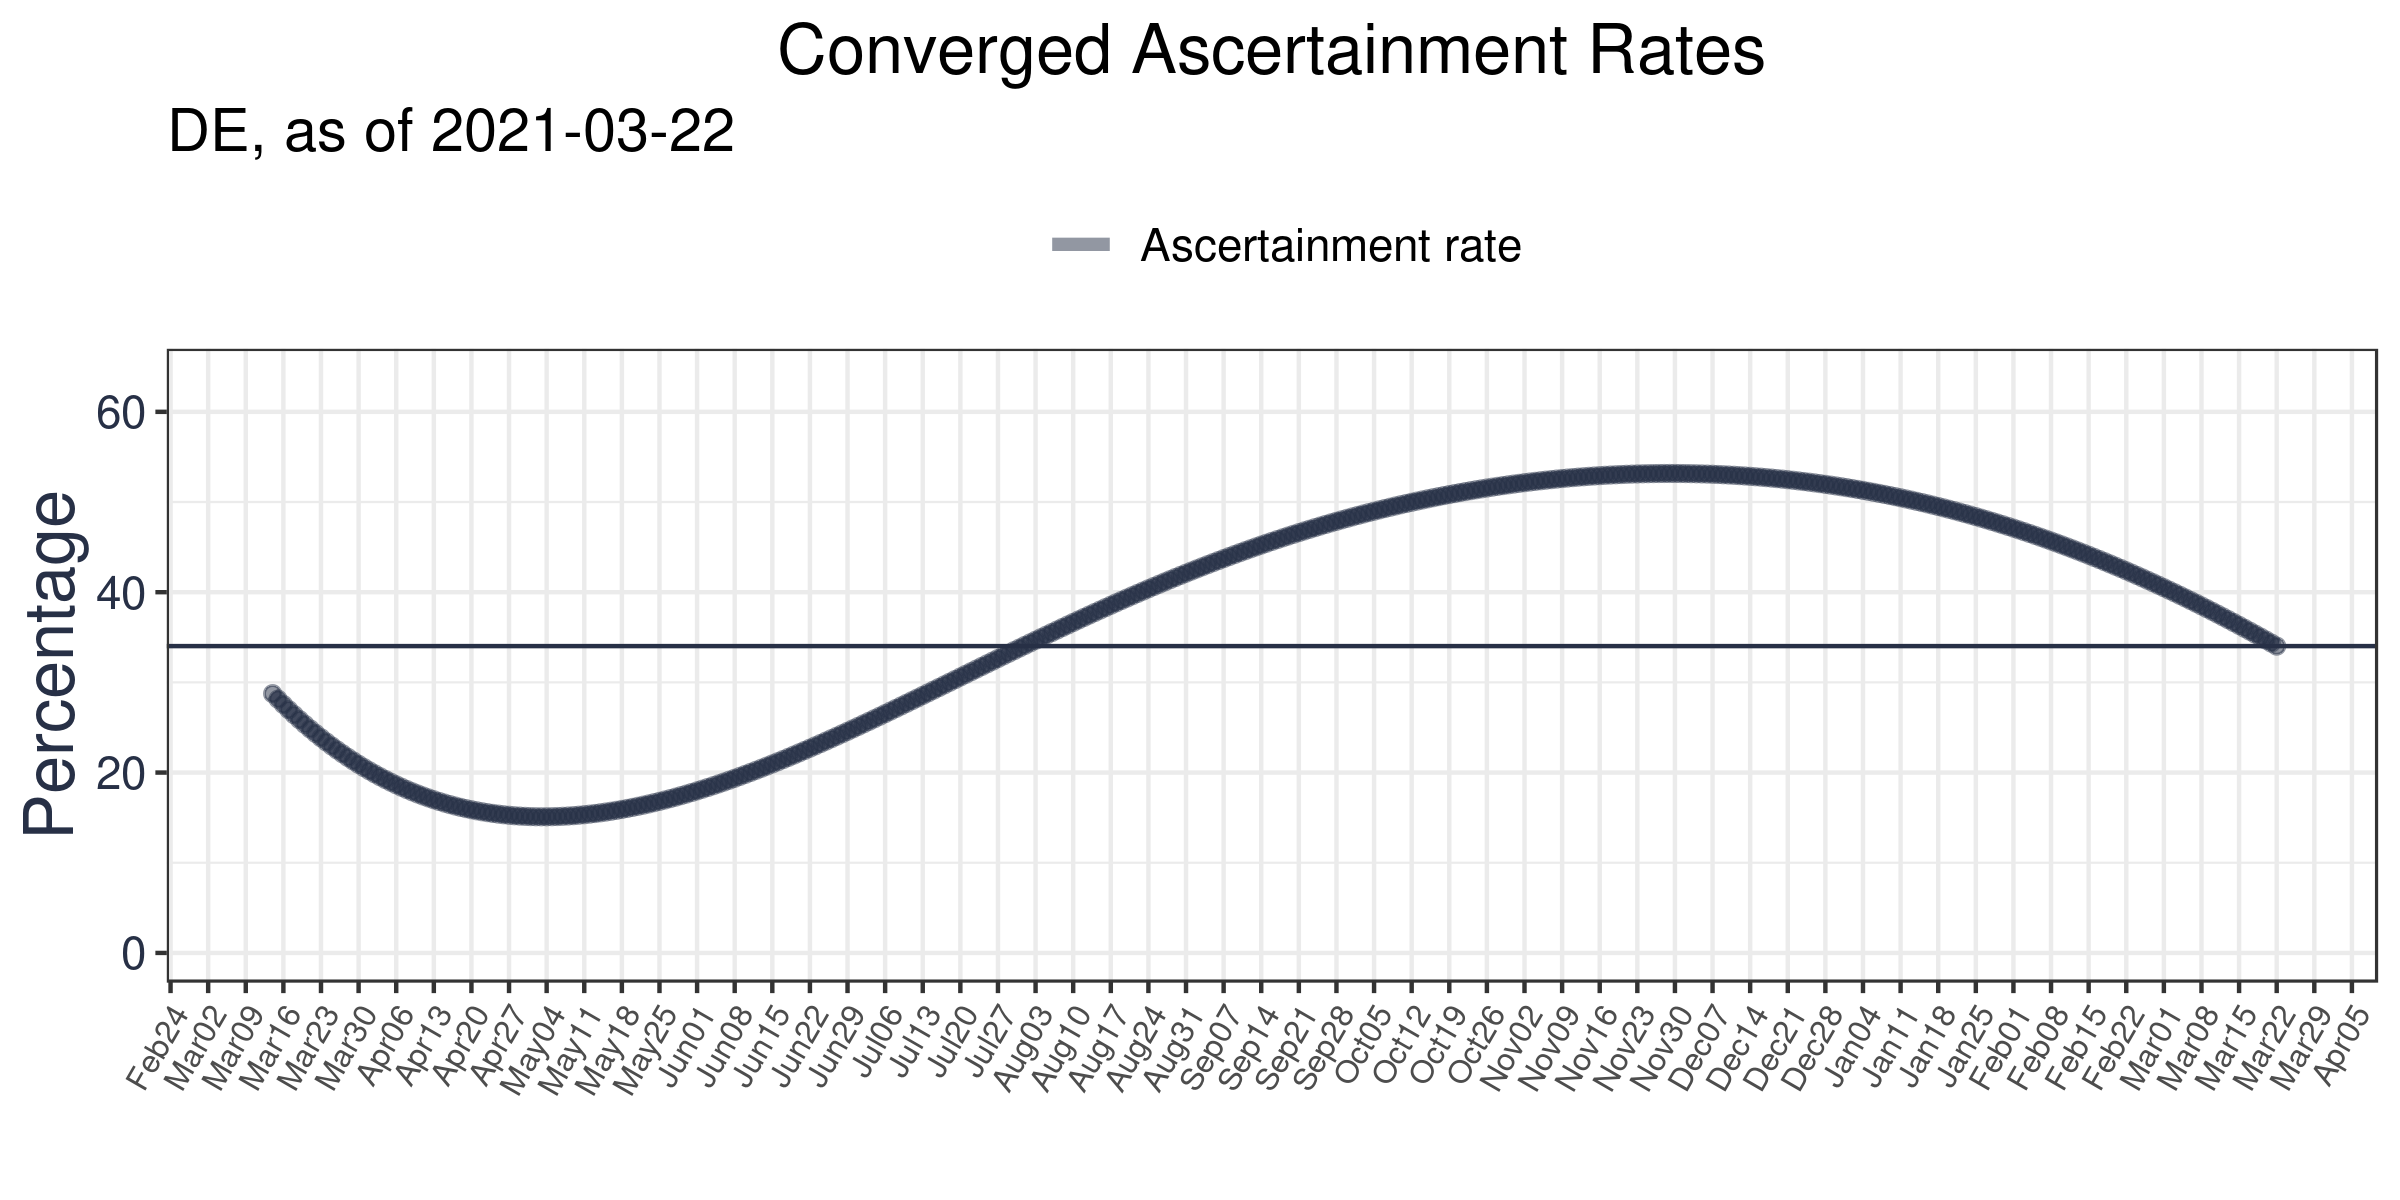 Converged Ascertainment Rates
DE, as of 2021-03-22
Ascertainment rate
Percentage
60
40
20
0
Feb24
Mar02
Mar09
Mar16
Mar23
Mar30
Apr06
Apr13
Apr20
Apr27
May04
May11
May18
May25
Jun01
Jun08
Jun15
Jun22
Jun29
Jul06
Jul13
Jul20
Jul27
Aug03
Aug10
Aug17
Aug24
Aug31
Sep07
Sep14
Sep21
Sep28
Oct05
Oct12
Oct19
Oct26
Nov02
Nov09
Nov16
Nov23
Nov30
Dec07
Dec14
Dec21
Dec28
Jan04
Jan11
Jan18
Jan25
Feb01
Feb08
Feb15
Feb22
Mar01
Mar08
Mar15
Mar22
Mar29
Apr05